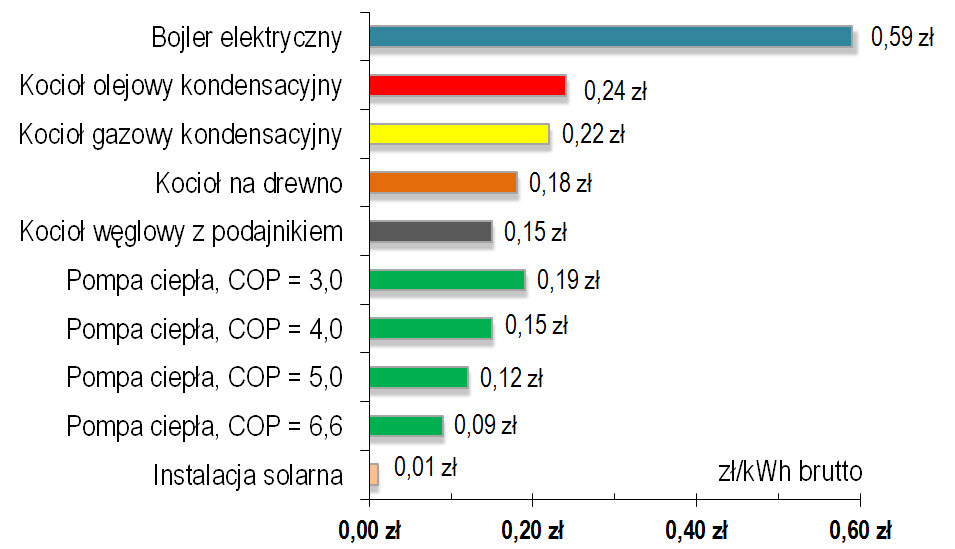 Bojler elektryczny 0,59 zł
Kocioł olejowy kondensacyjny 0,24 zł
Kocioł gazowy kondensacyjny 0,22 zł
Kocioł na drewno 0,18 zł
Kocioł węglowy z podajnikiem 0,15 zł
Pompa ciepła, COP = 3,0 0,19 zł
Pompa ciepła, COP = 4,0 0,15 zł
Pompa ciepła, COP = 5,0 0,12 zł
Pompa ciepła, COP = 6,6 0,09 zł
Instalacja solarna 0,01 zł zł/kWh brutto
0,00 zł 0,20 zł 0,40 zł 0,60 zł